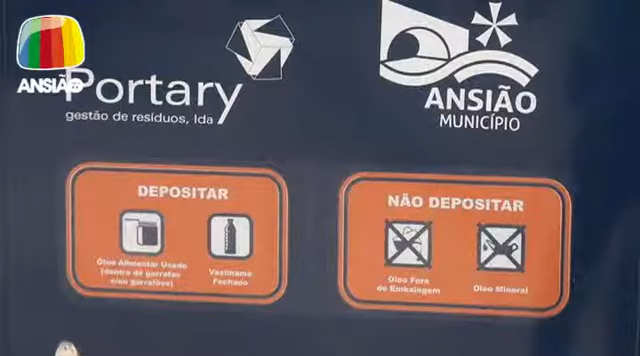 ANSIÃO
Portary
gestão de resíduos, lda
ANSIÃO
MUNICÍPIO
DEPOSITAR
Óleo Alimentar Usado
(dentro de garrafas
e/ou garrafões)
Vasilhame
Fechado
NÃO DEPOSITAR
Óleo Fora
de Embalagem
Óleo Mineral